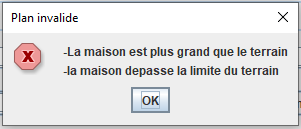 Plan invalide
-La maison est plus grand que le terrain
-la maison depasse la limite du terrain
OK